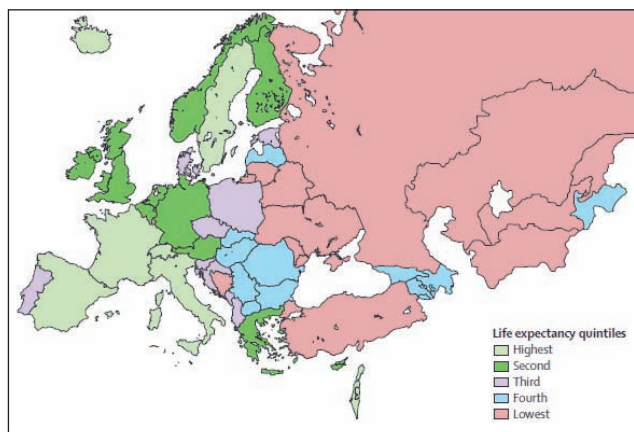 Life expectancy quintiles
Highest
Second
Third
Fourth
Lowest